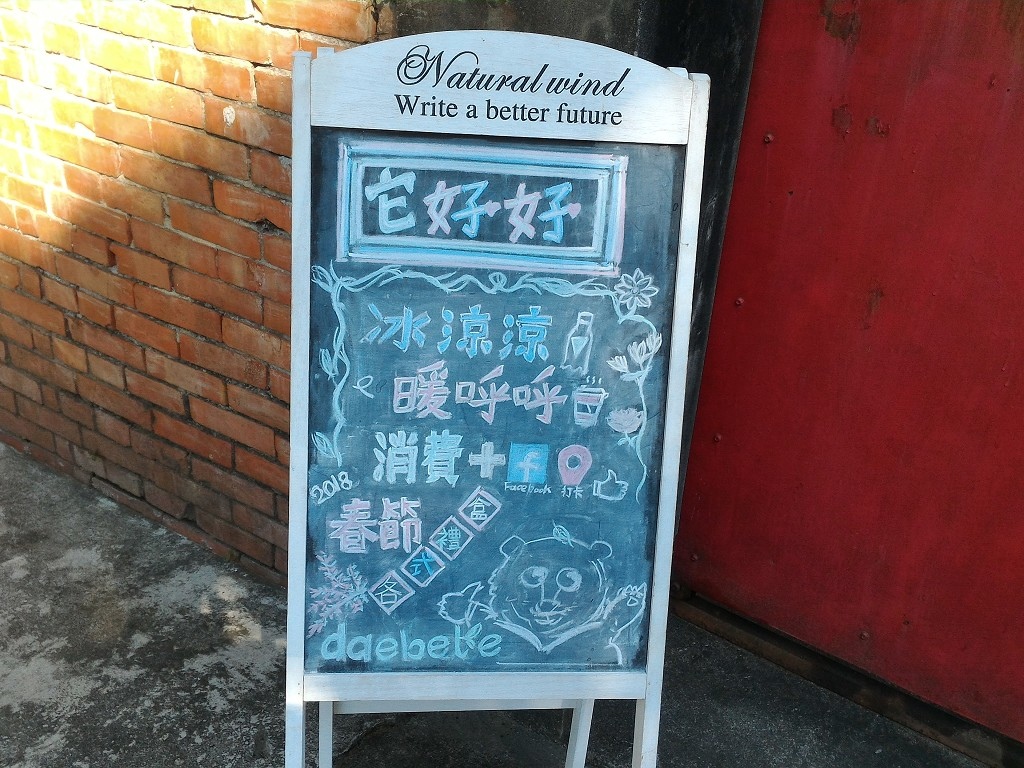 Natural wind
Write a better future
它好好
冰涼涼
暖呼呼
消費+f
Facebook 打卡
2018
春節
各式禮盒
daebete